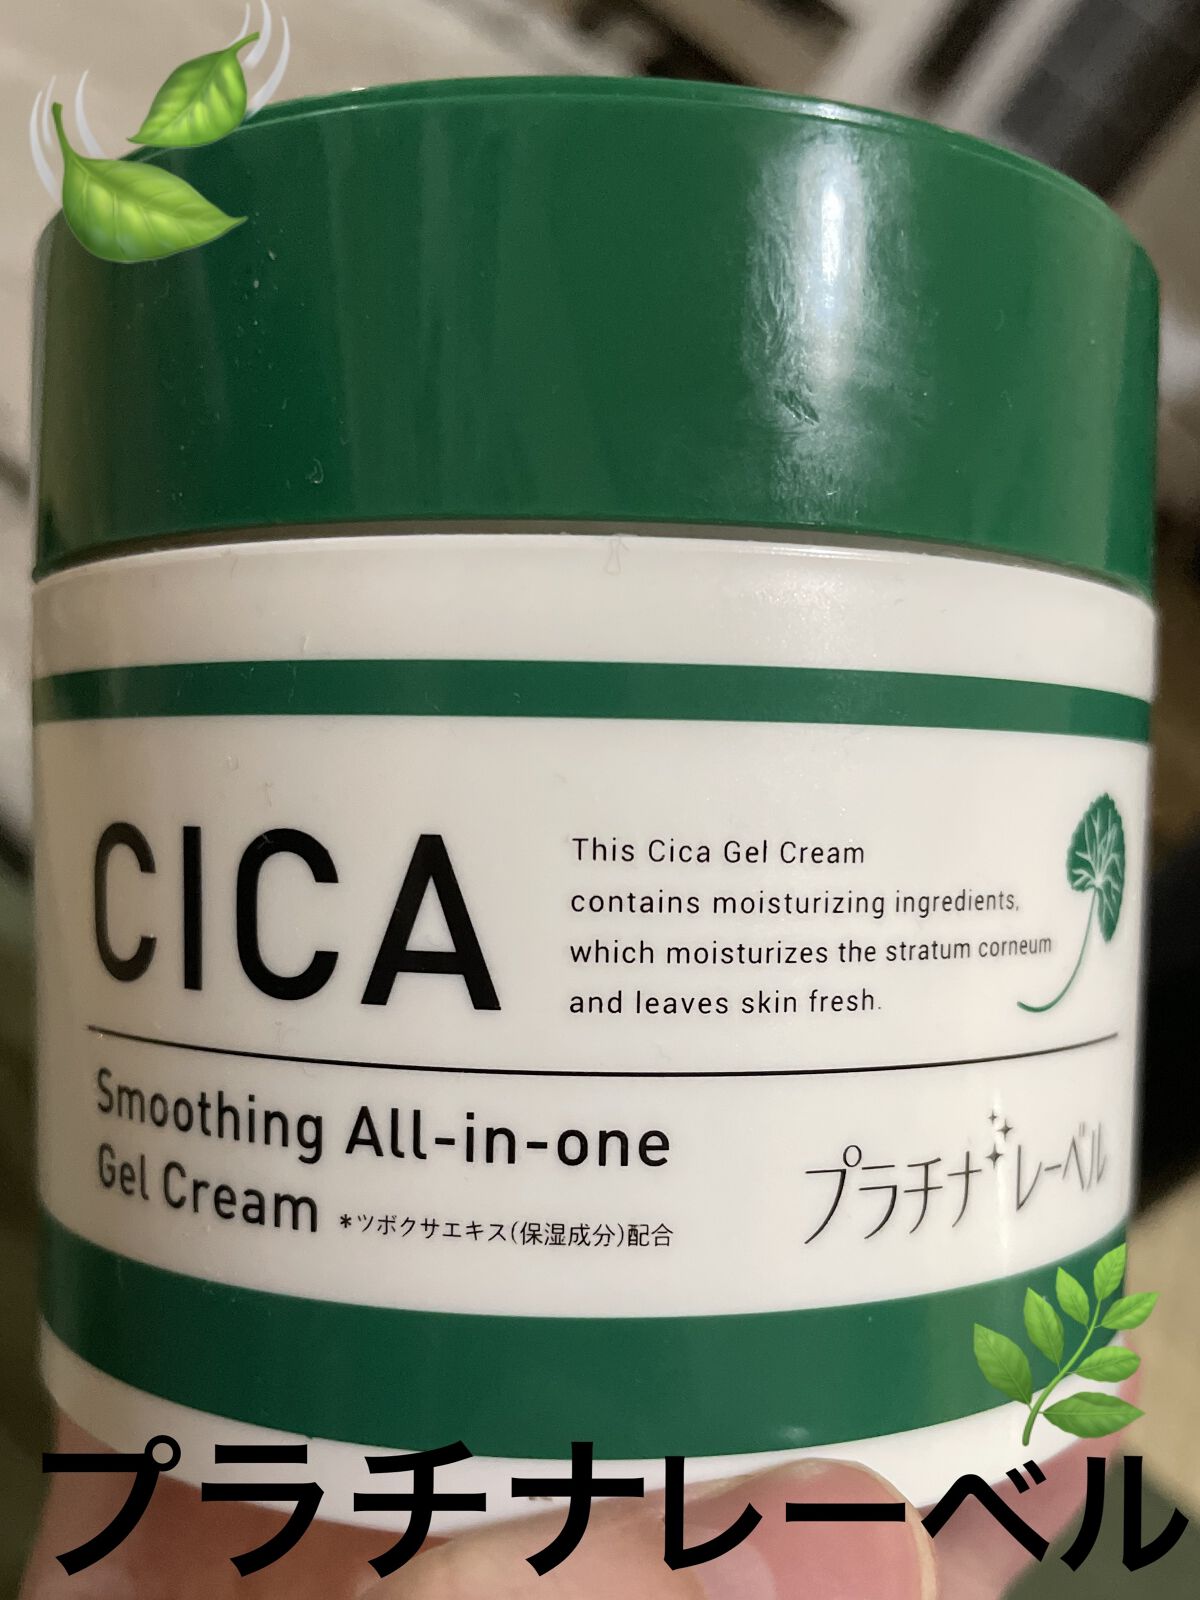 CICA
This Cica Gel Cream
contains moisturizing ingredients,
which moisturizes the stratum corneum
and leaves skin fresh.
Smoothing All-in-one
Gel Cream *ツボクサエキス(保湿成分)配合
プラチナレーベル
プラチナレーベル